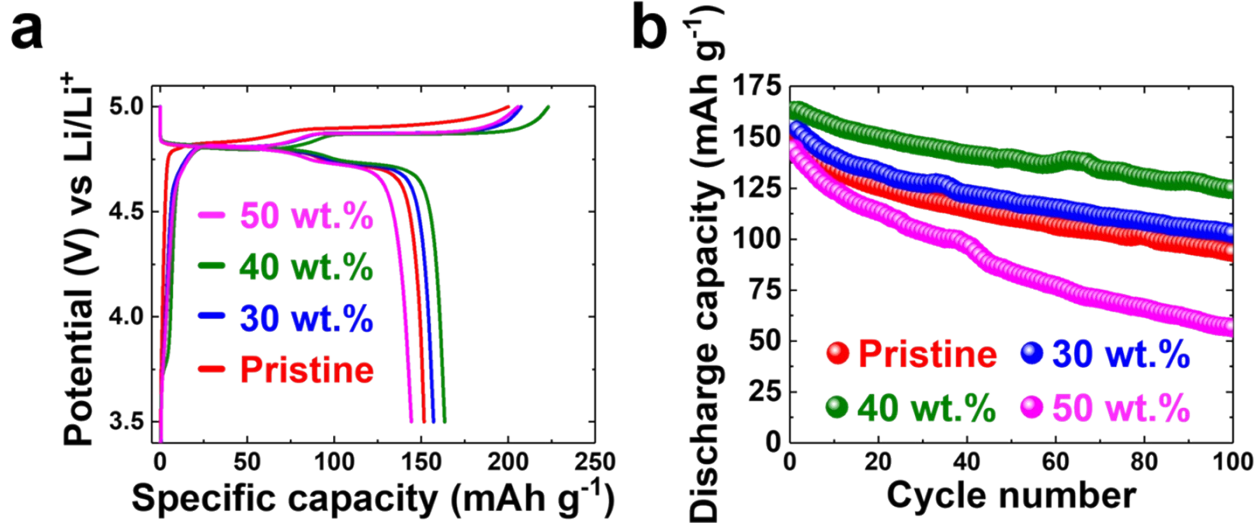 a
Potential (V) vs Li/Li⁺
5.0
4.5
4.0
3.5
50 wt.%
40 wt.%
30 wt.%
Pristine
0 50 100 150 200 250
Specific capacity (mAh g⁻¹)
b
Discharge capacity (mAh g⁻¹)
175
150
125
100
75
50
25
0
Pristine 30 wt.%
40 wt.% 50 wt.%
0 20 40 60 80 100
Cycle number